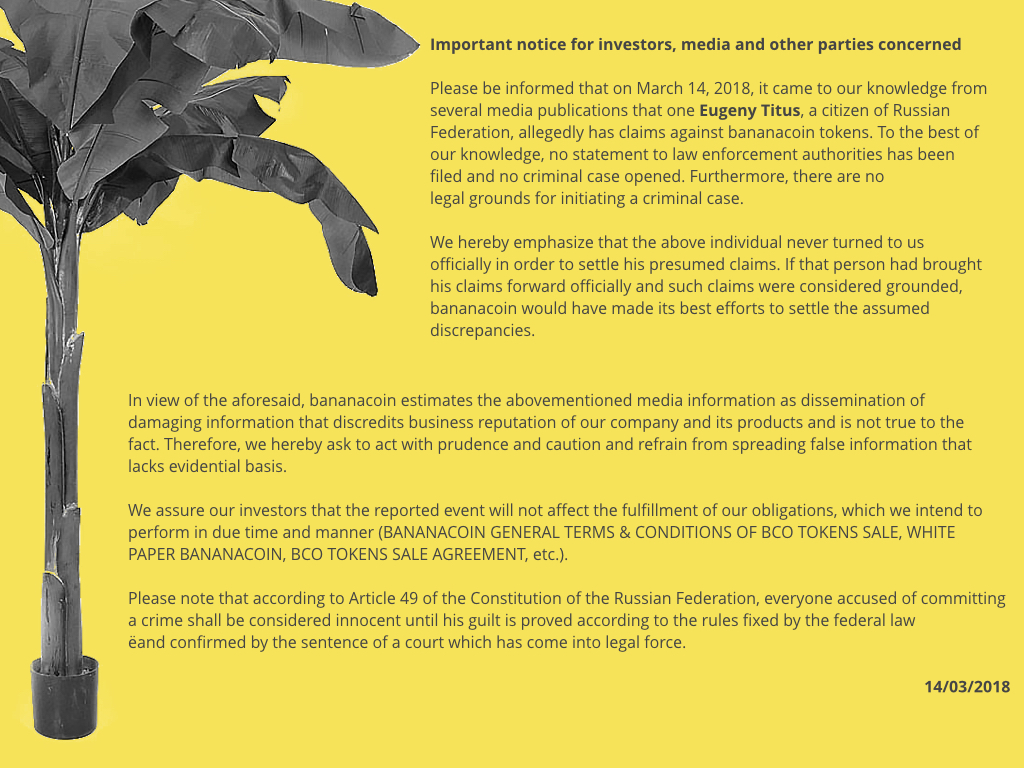 Important notice for investors, media and other parties concerned
Please be informed that on March 14, 2018, it came to our knowledge from
several media publications that one Eugeny Titus, a citizen of Russian
Federation, allegedly has claims against bananacoin tokens. To the best of
our knowledge, no statement to law enforcement authorities has been
filed and no criminal case opened. Furthermore, there are no
legal grounds for initiating a criminal case.
We hereby emphasize that the above individual never turned to us
officially in order to settle his presumed claims. If that person had brought
his claims forward officially and such claims were considered grounded,
bananacoin would have made its best efforts to settle the assumed
discrepancies.
In view of the aforesaid, bananacoin estimates the abovementioned media information as dissemination of
damaging information that discredits business reputation of our company and its products and is not true to the
fact. Therefore, we hereby ask to act with prudence and caution and refrain from spreading false information that
lacks evidential basis.
We assure our investors that the reported event will not affect the fulfillment of our obligations, which we intend to
perform in due time and manner (BANANACOIN GENERAL TERMS & CONDITIONS OF BCO TOKENS SALE, WHITE
PAPER BANANACOIN, BCO TOKENS SALE AGREEMENT, etc.).
Please note that according to Article 49 of the Constitution of the Russian Federation, everyone accused of committing
a crime shall be considered innocent until his guilt is proved according to the rules fixed by the federal law
ëand confirmed by the sentence of a court which has come into legal force.
14/03/2018